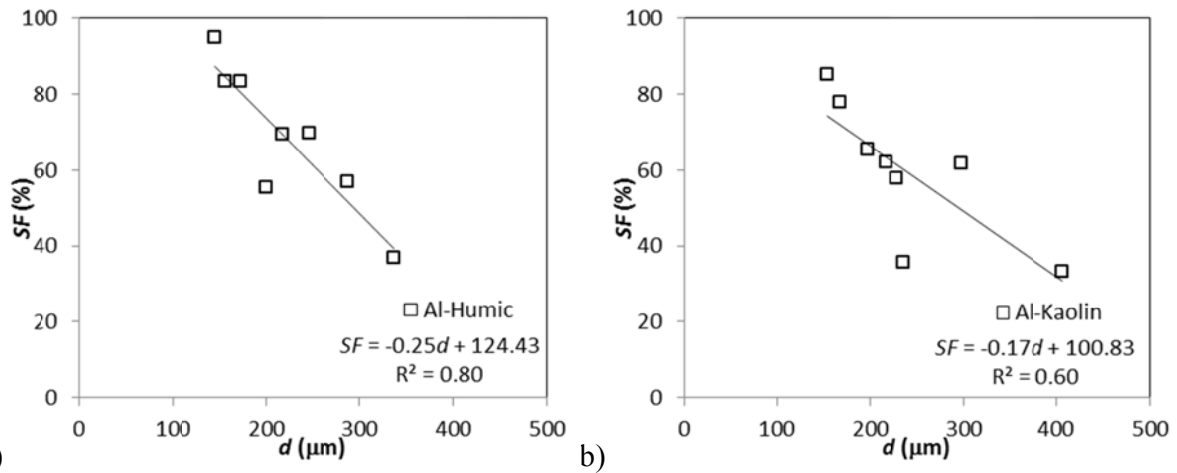 100
80
60
40
20
0
SF (%)
0 100 200 300 400 500
d (µm)
Al-Humic
SF = -0.25d + 124.43
R² = 0.80
)
100
80
60
40
20
0
SF (%)
0 100 200 300 400 500
d (µm)
Al-Kaolin
SF = -0.17d + 100.83
R² = 0.60
b)